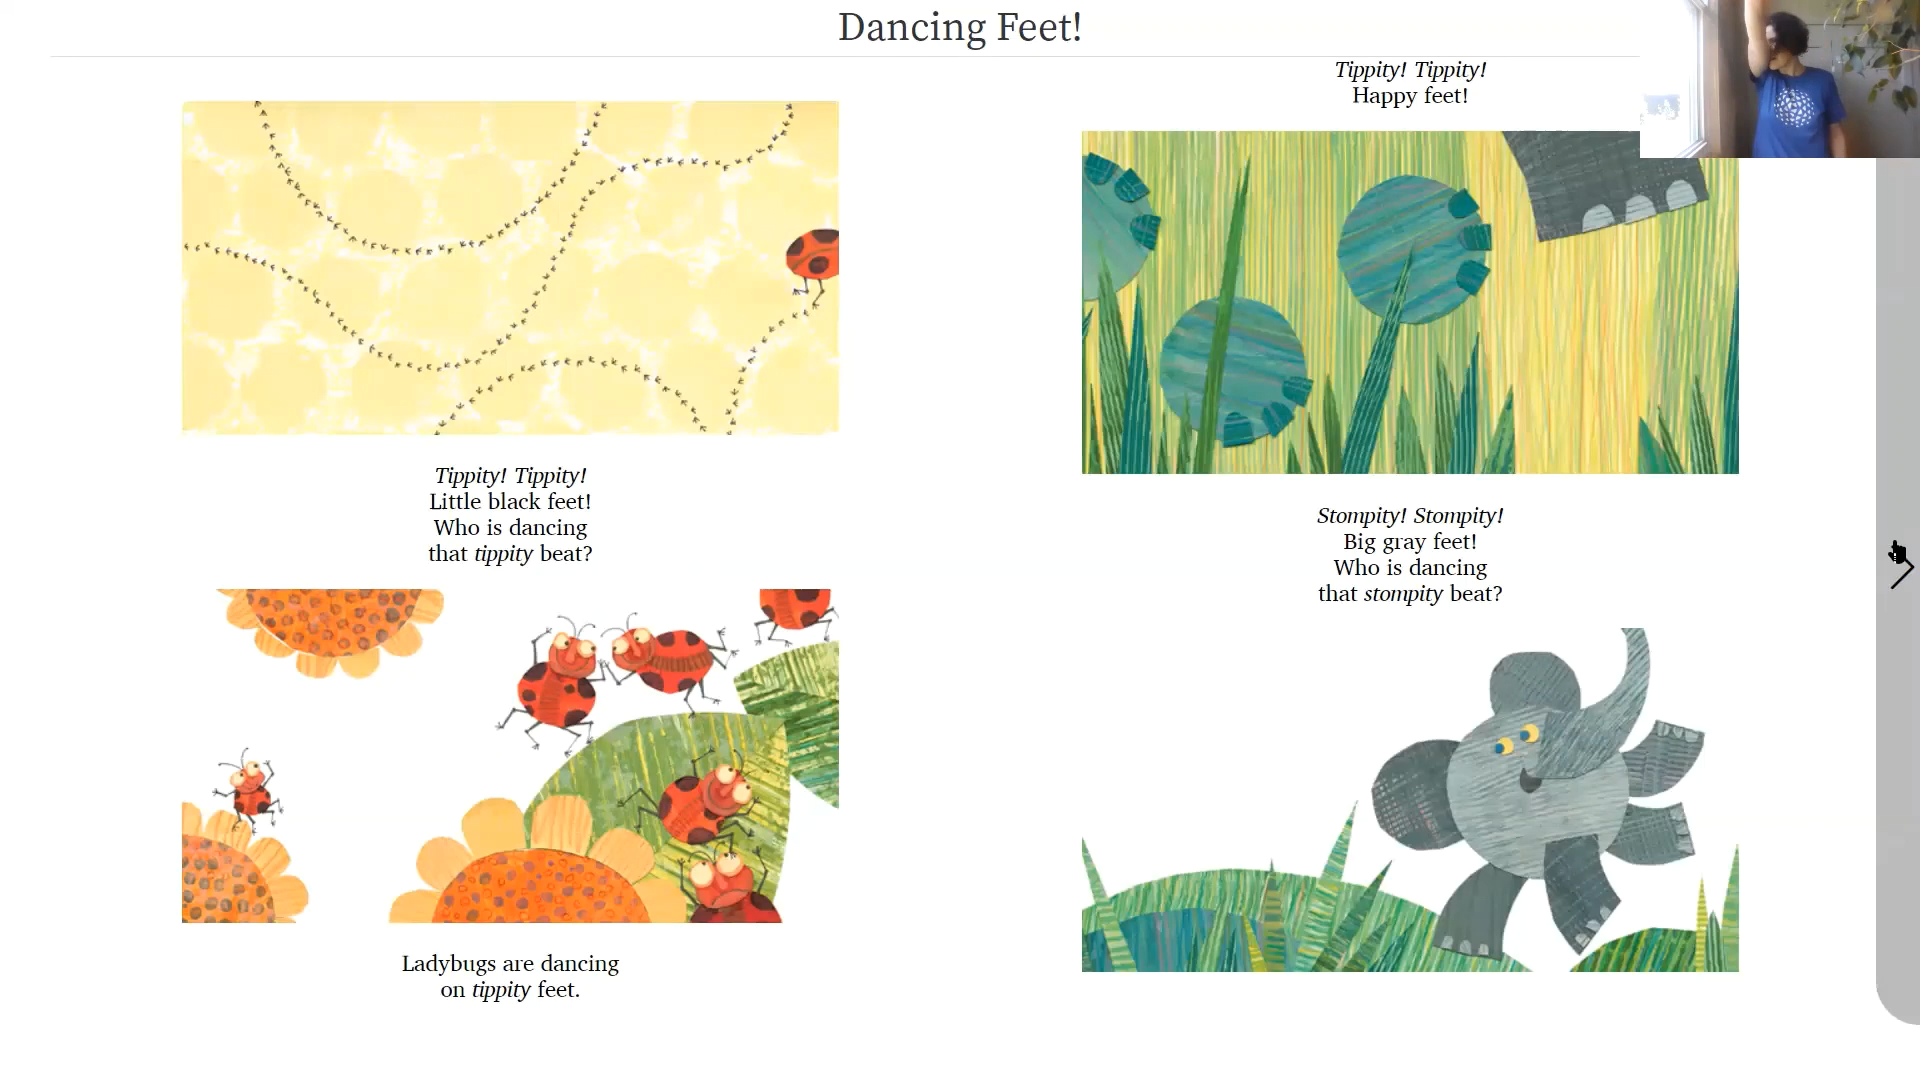 Dancing Feet!
Tippity! Tippity!
Little black feet!
Who is dancing
that tippity beat?
Ladybugs are dancing
on tippity feet.
Tippity! Tippity!
Happy feet!
Stompity! Stompity!
Big gray feet!
Who is dancing
that stompity beat?